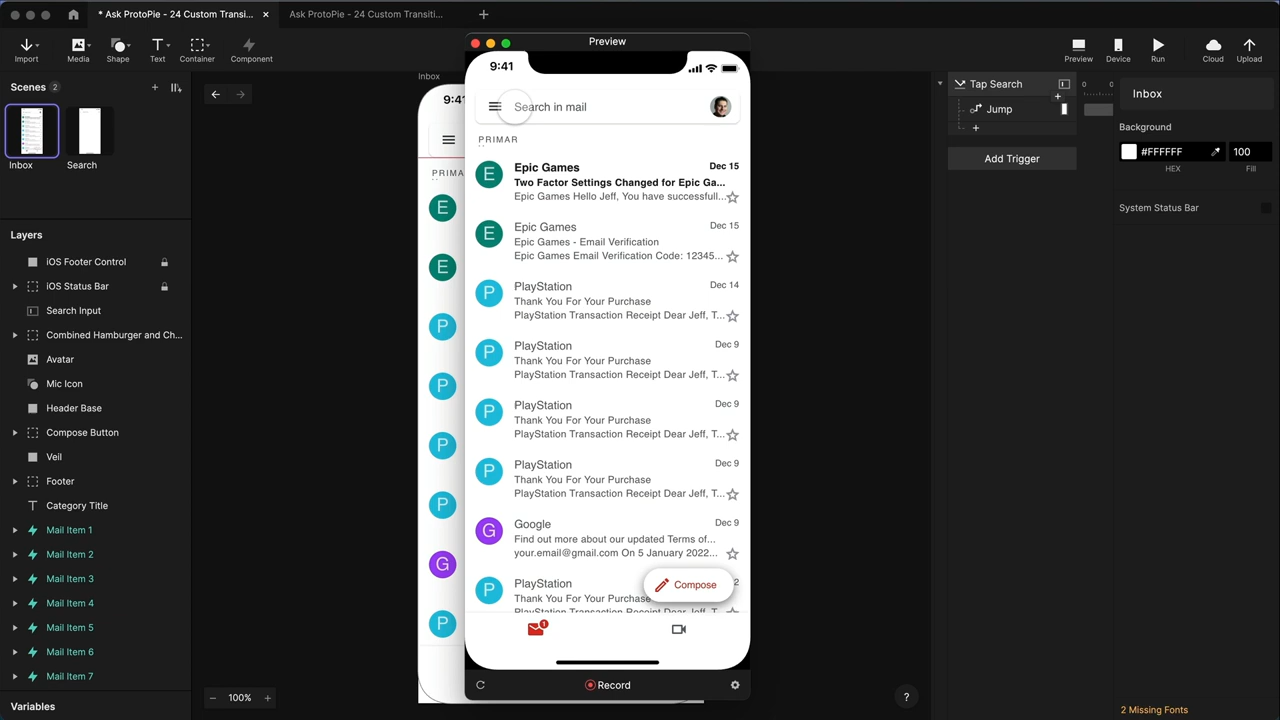 * Ask ProtoPie - 24 Custom Transi...
Ask ProtoPie - 24 Custom Transiti...
Import
Media
Shape
Text
Container
Component
Preview
Device
Run
Cloud
Upload
Scenes 2
Inbox
Search
Layers
iOS Footer Control
iOS Status Bar
Search Input
Combined Hamburger and Ch...
Avatar
Mic Icon
Header Base
Compose Button
Veil
Footer
Category Title
Mail Item 1
Mail Item 2
Mail Item 3
Mail Item 4
Mail Item 5
Mail Item 6
Mail Item 7
Variables
100%
Inbox
9:41
PRIMA
E
E
P
P
P
P
G
P
Preview
9:41
Search in mail
PRIMAR
E
Epic Games
Dec 15
Two Factor Settings Changed for Epic Ga...
Epic Games Hello Jeff, You have successfull...
E
Epic Games
Dec 15
Epic Games - Email Verification
Epic Games Email Verification Code: 12345...
P
PlayStation
Dec 14
Thank You For Your Purchase
PlayStation Transaction Receipt Dear Jeff, T...
P
PlayStation
Dec 9
Thank You For Your Purchase
PlayStation Transaction Receipt Dear Jeff, T...
P
PlayStation
Dec 9
Thank You For Your Purchase
PlayStation Transaction Receipt Dear Jeff, T...
P
PlayStation
Dec 9
Thank You For Your Purchase
PlayStation Transaction Receipt Dear Jeff, T...
G
Google
Dec 9
Find out more about our updated Terms of...
your.email@gmail.com On 5 January 2022...
P
PlayStation
2
Thank You For Your Purchase
PlayStation Transaction Receipt Dear Jeff, T...
Compose
1
Record
?
Tap Search
0
Jump
Add Trigger
Inbox
Background
#FFFFFF
100
HEX
Fill
System Status Bar
2 Missing Fonts